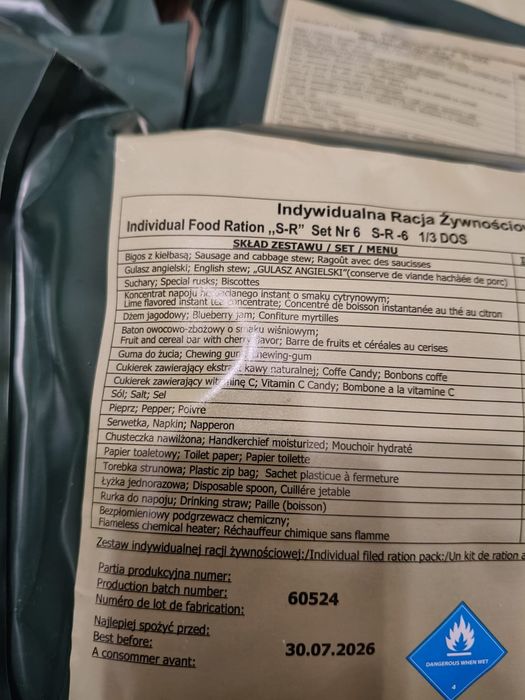 Indywidualna Racja Żywnościo
Individual Food Ration „S-R" Set Nr 6 S-R -6 1/3 DOS
SKŁAD ZESTAWU / SET / MENU
Bigos z kiełbasą; Sausage and cabbage stew; Ragoût avec des saucisses
Gulasz angielski; English stew; „GULASZ ANGIELSKI"(conserve de viande hachàée de porc)
Suchary; Special rusks; Biscottes
Koncentrat napoju instant o smaku cytrynowym;
Lime flavored instant tea concentrate; Concentré de boisson instantanée au thé au citron
Dżem jagodowy; Blueberry jam; Confiture myrtilles
Baton owocowo-zbożowy o smaku wiśniowym;
Fruit and cereal bar with cherry flavor; Barre de fruits et céréales au cerises
Guma do żucia; Chewing gum; Chewing-gum
Cukierek zawierający ekstrakt kawy naturalnej; Coffe Candy; Bonbons coffe
Cukierek zawierający witaminę C; Vitamin C Candy; Bombone a la vitamine C
Sól; Salt; Sel
Pieprz; Pepper; Poivre
Serwetka, Napkin; Napperon
Chusteczka nawilżona; Handkerchief moisturized; Mouchoir hydraté
Papier toaletowy; Toilet paper; Papier toilette
Torebka strunowa; Plastic zip bag; Sachet plasticue à fermeture
Łyżka jednorazowa; Disposable spoon, Cuillére jetable
Rurka do napoju; Drinking straw; Paille (boisson)
Bezpłomieniowy podgrzewacz chemiczny;
Flameless chemical heater; Réchauffeur chimique sans flamme
Zestaw indywidualnej racji żywnościowej:/Individual filed ration pack:/Un kit de ration a
Partia produkcyjna numer:
Production batch number:
Numéro de lot de fabrication:
60524
Najlepiej spożyć przed:
Best before:
A consommer avant:
30.07.2026
DANGEROUS WHEN WET
4